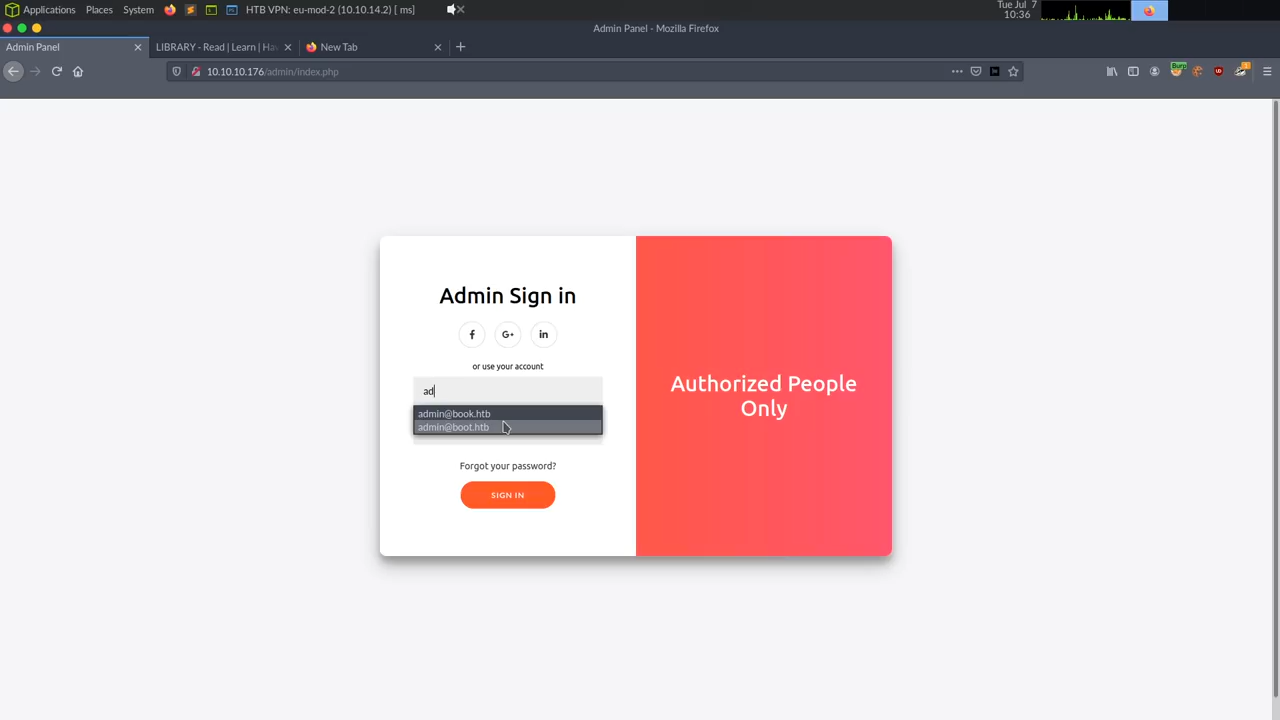 Applications Places System HTB VPN: eu-mod-2 (10.10.14.2) [ ms]
Tue Jul 7
10:36
Admin Panel - Mozilla Firefox
Admin Panel
LIBRARY - Read | Learn | Hav
New Tab
10.10.10.176/admin/index.php
Burp
Admin Sign in
G+
in
or use your account
ad
admin@book.htb
admin@boot.htb
Forgot your password?
SIGN IN
Authorized People
Only